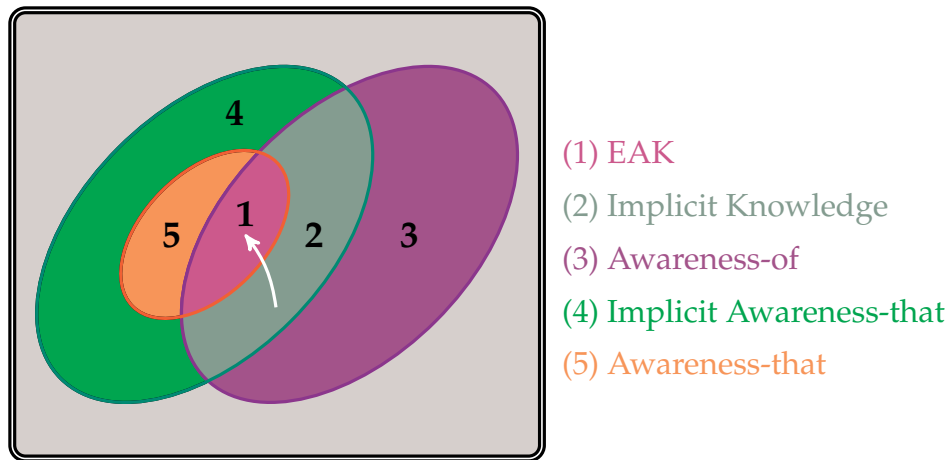 4
5
1
2
3
(1) EAK
(2) Implicit Knowledge
(3) Awareness-of
(4) Implicit Awareness-that
(5) Awareness-that